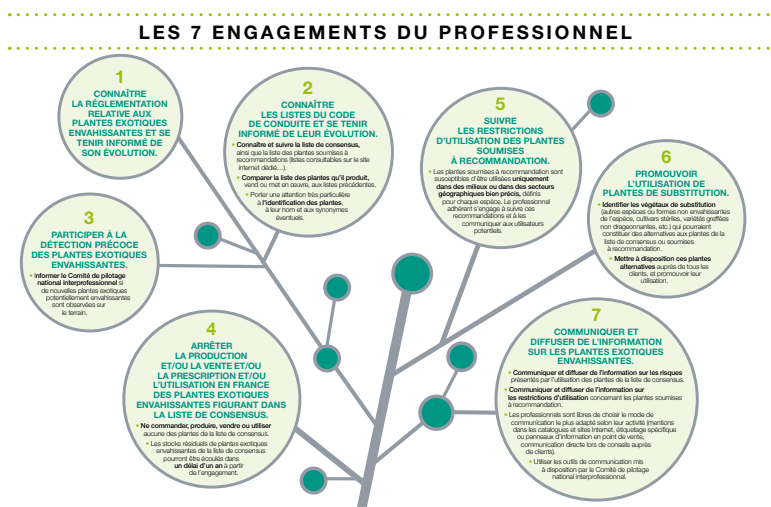 LES 7 ENGAGEMENTS DU PROFESSIONNEL
1
CONNAÎTRE
LA RÉGLEMENTATION
RELATIVE AUX
PLANTES EXOTIQUES
ENVAHISSANTES ET SE
TENIR INFORMÉ DE
SON ÉVOLUTION.
2
CONNAÎTRE
LES LISTES DU CODE
DE CONDUITE ET SE TENIR
INFORMÉ DE LEUR ÉVOLUTION.
• Connaître et suivre la liste de consensus,
ainsi que la liste des plantes soumises à
recommandations (listes consultables sur le site
internet dédié…).
• Comparer la liste des plantes qu'il produit,
vend ou met en œuvre, aux listes précédentes.
• Porter une attention très particulière
à l'identification des plantes,
à leur nom et aux synonymes
éventuels.
3
PARTICIPER À LA
DÉTECTION PRÉCOCE
DES PLANTES EXOTIQUES
ENVAHISSANTES.
• Informer le Comité de pilotage
national interprofessionnel si
de nouvelles plantes exotiques
potentiellement envahissantes
sont observées sur
le terrain.
4
ARRÊTER
LA PRODUCTION
ET/OU LA VENTE ET/OU
LA PRESCRIPTION ET/OU
L'UTILISATION EN FRANCE
DES PLANTES EXOTIQUES
ENVAHISSANTES FIGURANT DANS
LA LISTE DE CONSENSUS.
• Ne commander, produire, vendre ou utiliser
aucune des plantes de la liste de consensus.
• Les stocks résiduels de plantes exotiques
envahissantes de la liste de consensus
pourront être écoulés dans
un délai d'un an à partir
de l'engagement.
5
SUIVRE
LES RESTRICTIONS
D'UTILISATION DES PLANTES
SOUMISES
À RECOMMANDATION.
• Les plantes soumises à recommandation sont
susceptibles d'être utilisées uniquement
dans des milieux ou dans des secteurs
géographiques bien précis, définis
pour chaque espèce. Le professionnel
adhérent s'engage à suivre ces
recommandations et à les
communiquer aux utilisateurs
potentiels.
6
PROMOUVOIR
L'UTILISATION DE
PLANTES DE SUBSTITUTION.
• Identifier les végétaux de substitution
(autres espèces ou formes non envahissantes
de l'espèce, cultivars stériles, variétés greffées
non drageonnantes, etc.) qui pourraient
constituer des alternatives aux plantes de la
liste de consensus ou soumises
à recommandation.
• Mettre à disposition ces plantes
alternatives auprès de tous les
clients, et promouvoir leur
utilisation.
7
COMMUNIQUER ET
DIFFUSER DE L'INFORMATION
SUR LES PLANTES EXOTIQUES
ENVAHISSANTES.
• Communiquer et diffuser de l'information sur les risques
présentés par l'utilisation des plantes de la liste de consensus.
• Communiquer et diffuser de l'information sur
les restrictions d'utilisation concernant les plantes soumises
à recommandation.
• Les professionnels sont libres de choisir le mode de
communication le plus adapté selon leur activité (mentions
dans les catalogues et sites Internet, étiquetage spécifique
ou panneaux d'information en point de vente,
communication directe lors de conseils auprès
de clients).
• Utiliser les outils de communication mis
à disposition par le Comité de pilotage
national interprofessionnel.